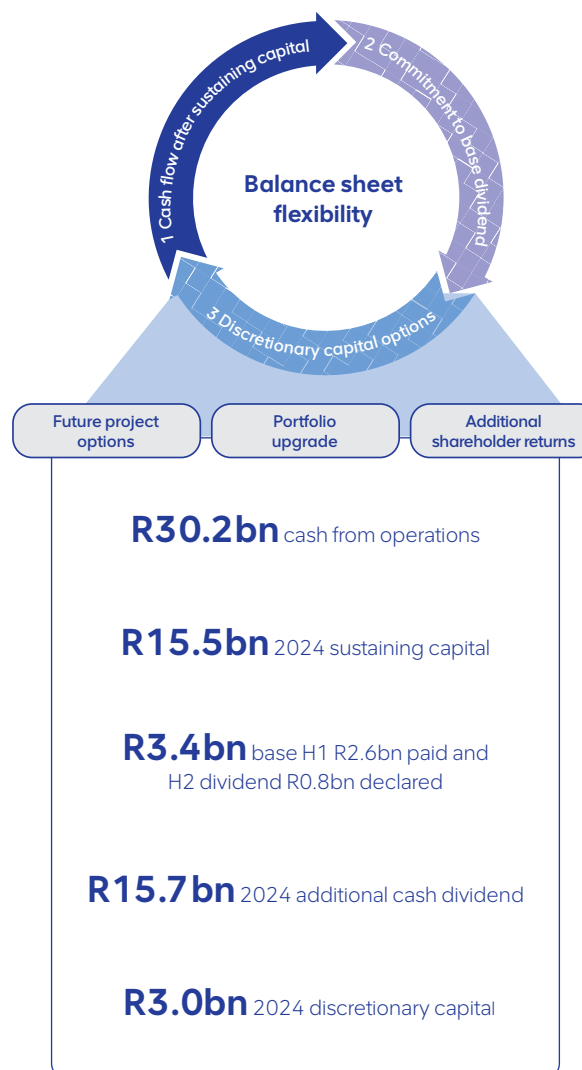 1 Cash flow after sustaining capital
2 Commitment to base dividend
Balance sheet
flexibility
3 Discretionary capital options
Future project
options
Portfolio
upgrade
Additional
shareholder returns
R30.2bn cash from operations
R15.5bn 2024 sustaining capital
R3.4bn base H1 R2.6bn paid and
H2 dividend R0.8bn declared
R15.7bn 2024 additional cash dividend
R3.0bn 2024 discretionary capital